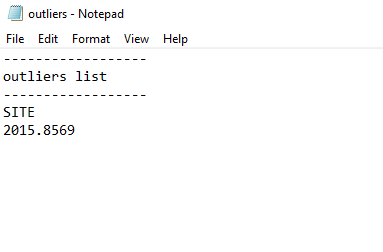 outliers - Notepad
File Edit Format View Help
------------------
outliers list
------------------
SITE
2015.8569